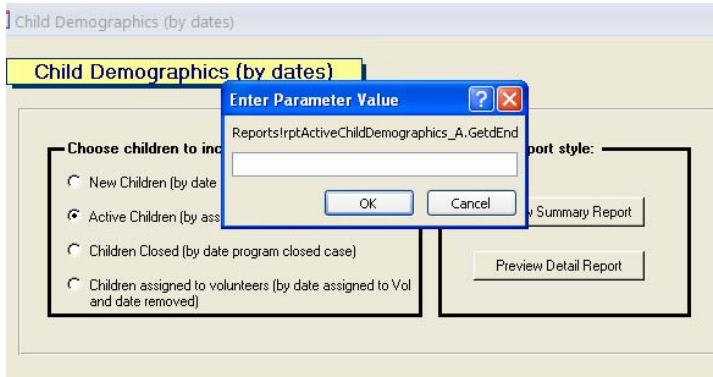 Child Demographics (by dates)
Child Demographics (by dates)
Enter Parameter Value
Reports!rptActiveChildDemographics_A.GetdEnd
OK
Cancel
Choose children to inc
New Children (by date
Active Children (by ass
Children Closed (by date program closed case)
Children assigned to volunteers (by date assigned to Vol
and date removed)
port style:
Summary Report
Preview Detail Report